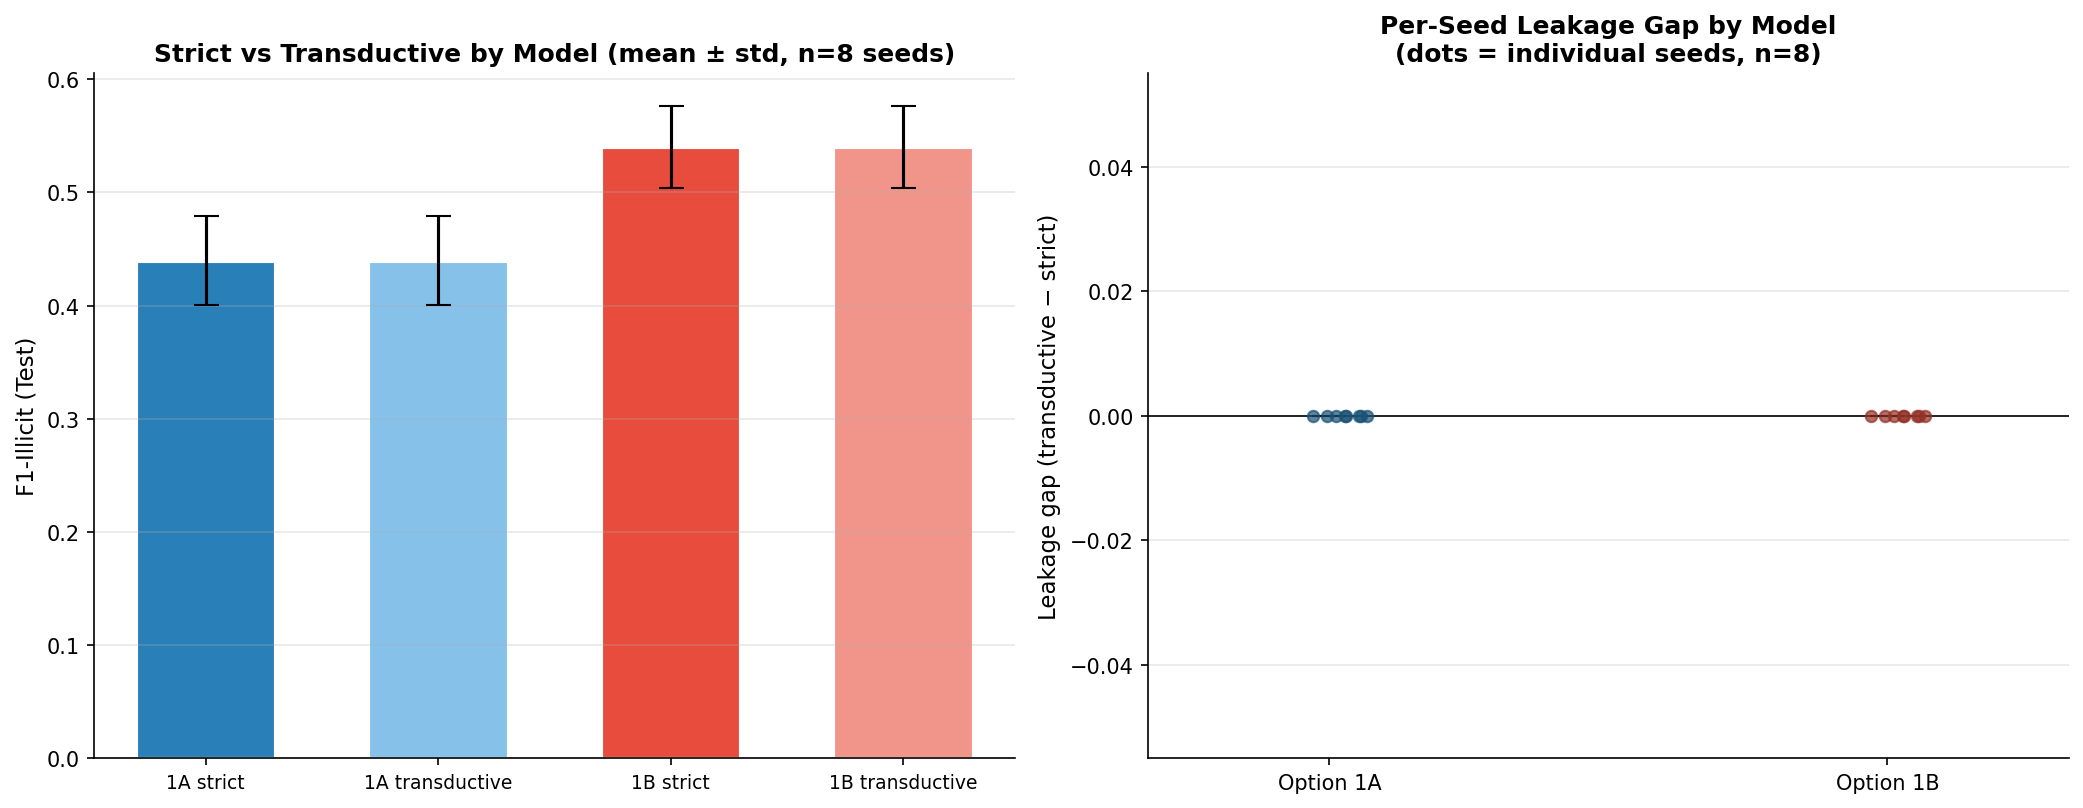 Strict vs Transductive by Model (mean ± std, n=8 seeds)
F1-Illicit (Test)
0.6
0.5
0.4
0.3
0.2
0.1
0.0
1A strict
1A transductive
1B strict
1B transductive
Per-Seed Leakage Gap by Model
(dots = individual seeds, n=8)
Leakage gap (transductive − strict)
0.04
0.02
0.00
−0.02
−0.04
Option 1A
Option 1B